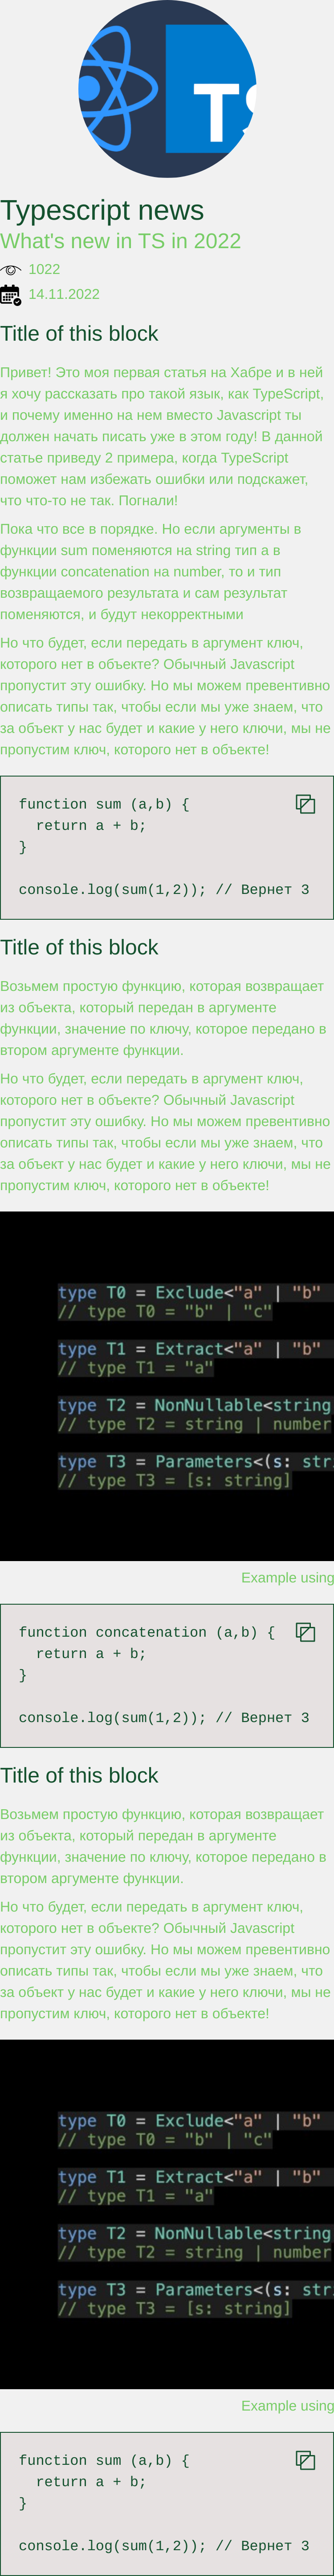 TS
Typescript news
What's new in TS in 2022
1022
14.11.2022
Title of this block
Привет! Это моя первая статья на Хабре и в ней
я хочу рассказать про такой язык, как TypeScript,
и почему именно на нем вместо Javascript ты
должен начать писать уже в этом году! В данной
статье приведу 2 примера, когда TypeScript
поможет нам избежать ошибки или подскажет,
что что-то не так. Погнали!
Пока что все в порядке. Но если аргументы в
функции sum поменяются на string тип а в
функции concatenation на number, то и тип
возвращаемого результата и сам результат
поменяются, и будут некорректными
Но что будет, если передать в аргумент ключ,
которого нет в объекте? Обычный Javascript
пропустит эту ошибку. Но мы можем превентивно
описать типы так, чтобы если мы уже знаем, что
за объект у нас будет и какие у него ключи, мы не
пропустим ключ, которого нет в объекте!
function sum (a,b) {
return a + b;
}
console.log(sum(1,2)); // Вернет 3
Title of this block
Возьмем простую функцию, которая возвращает
из объекта, который передан в аргументе
функции, значение по ключу, которое передано в
втором аргументе функции.
Но что будет, если передать в аргумент ключ,
которого нет в объекте? Обычный Javascript
пропустит эту ошибку. Но мы можем превентивно
описать типы так, чтобы если мы уже знаем, что
за объект у нас будет и какие у него ключи, мы не
пропустим ключ, которого нет в объекте!
type T0 = Exclude<"a" | "b"
// type T0 = "b" | "c"
type T1 = Extract<"a" | "b"
// type T1 = "a"
type T2 = NonNullable<string
// type T2 = string | number
type T3 = Parameters<(s: str
// type T3 = [s: string]
Example using
function concatenation (a,b) {
return a + b;
}
console.log(sum(1,2)); // Вернет 3
Title of this block
Возьмем простую функцию, которая возвращает
из объекта, который передан в аргументе
функции, значение по ключу, которое передано в
втором аргументе функции.
Но что будет, если передать в аргумент ключ,
которого нет в объекте? Обычный Javascript
пропустит эту ошибку. Но мы можем превентивно
описать типы так, чтобы если мы уже знаем, что
за объект у нас будет и какие у него ключи, мы не
пропустим ключ, которого нет в объекте!
type T0 = Exclude<"a" | "b"
// type T0 = "b" | "c"
type T1 = Extract<"a" | "b"
// type T1 = "a"
type T2 = NonNullable<string
// type T2 = string | number
type T3 = Parameters<(s: str
// type T3 = [s: string]
Example using
function sum (a,b) {
return a + b;
}
console.log(sum(1,2)); // Вернет 3